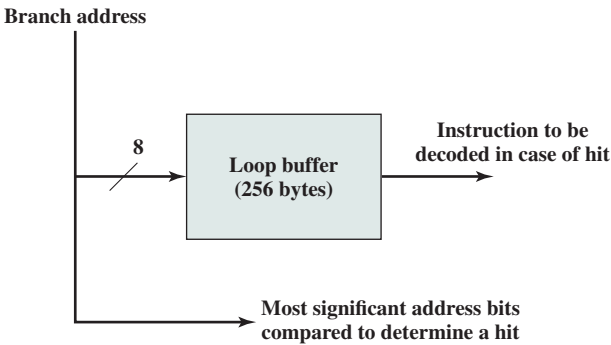 Branch address
8
Loop buffer
(256 bytes)
Instruction to be
decoded in case of hit
Most significant address bits
compared to determine a hit